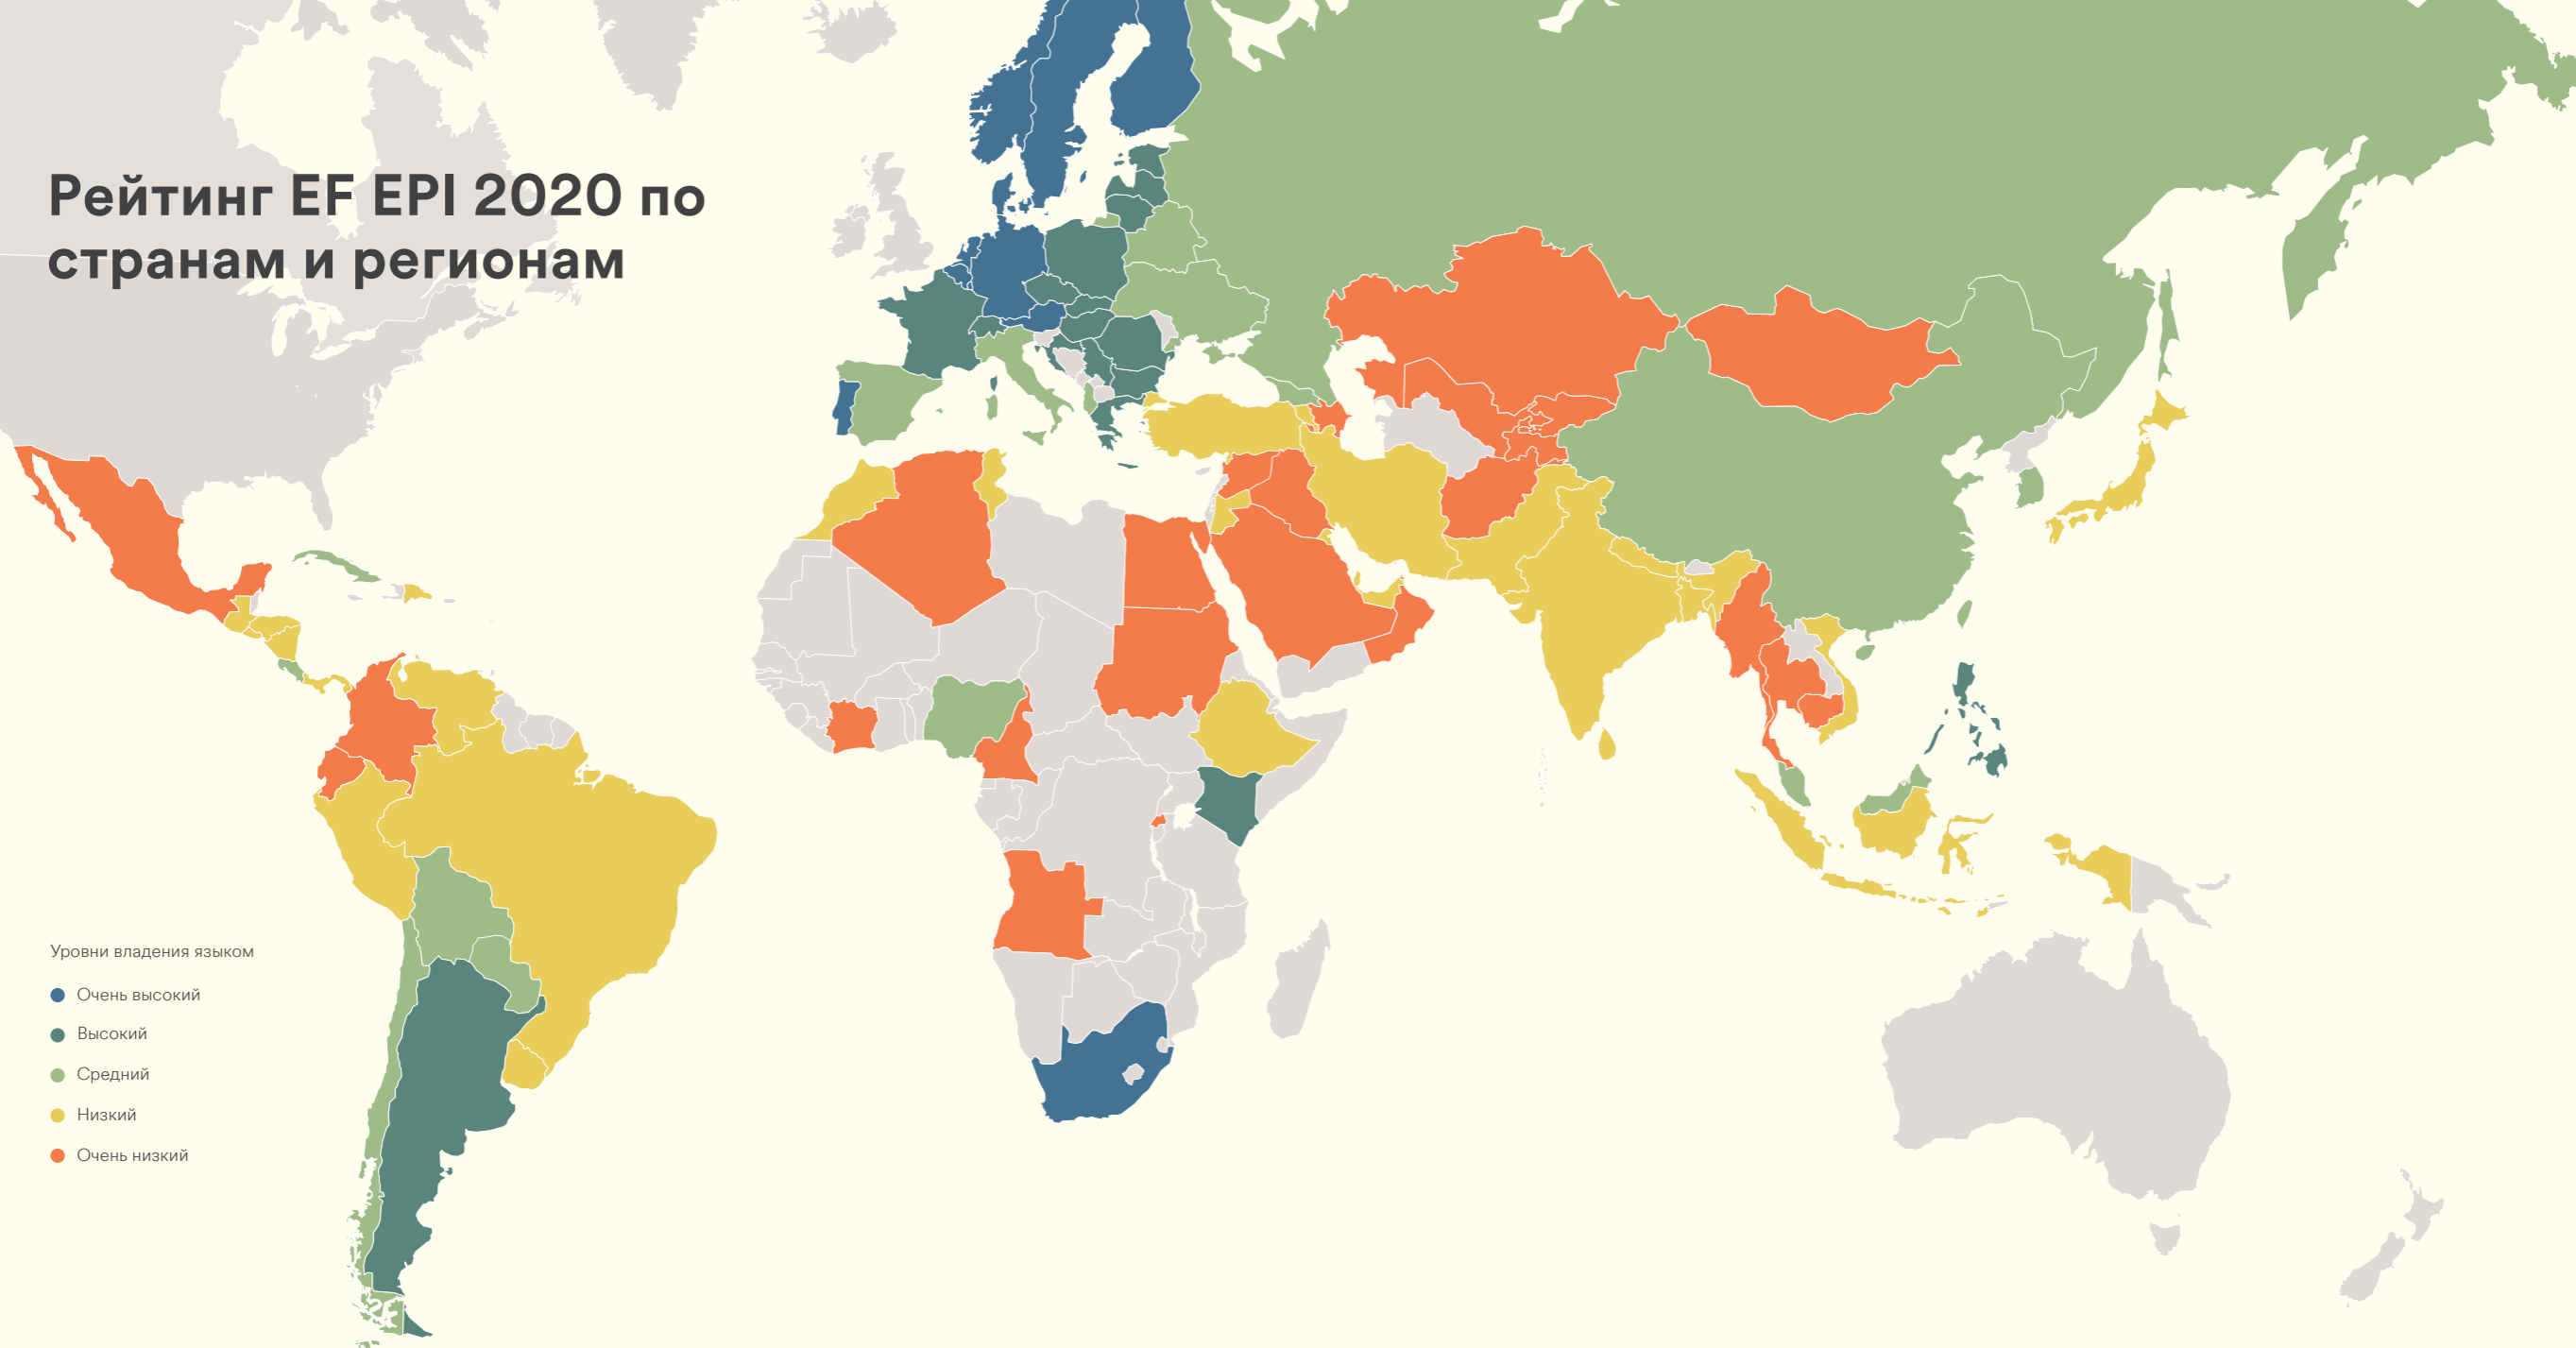 Рейтинг EF EPI 2020 по
странам и регионам
Уровни владения языком
Очень высокий
Высокий
Средний
Низкий
Очень низкий